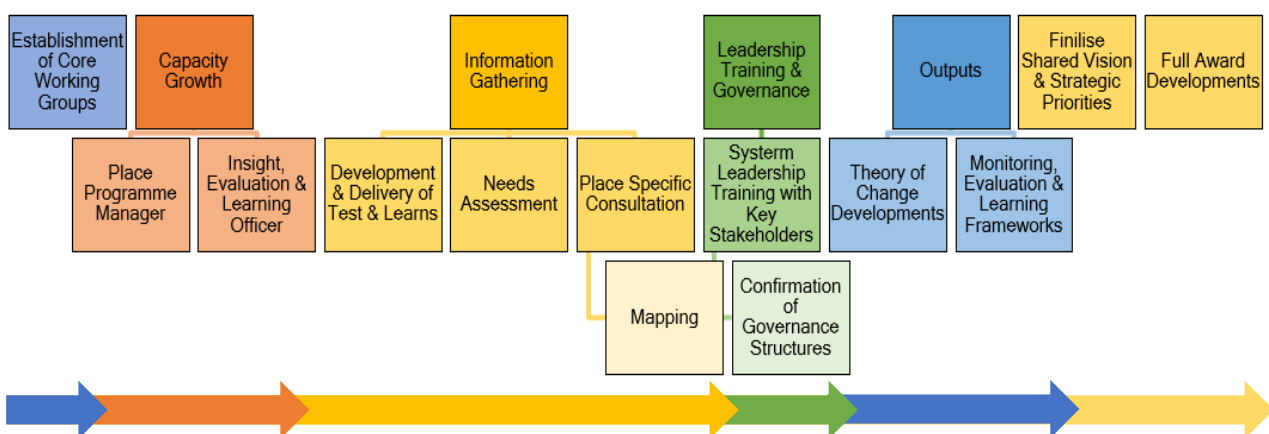 Establishment
of Core
Working
Groups
Capacity
Growth
Information
Gathering
Leadership
Training &
Governance
Outputs
Finilise
Shared Vision
& Strategic
Priorities
Full Award
Developments
Place
Programme
Manager
Insight,
Evaluation &
Learning
Officer
Development
& Delivery of
Test & Learns
Needs
Assessment
Place Specific
Consultation
Systerm
Leadership
Training with
Key
Stakeholders
Theory of
Change
Developments
Monitoring,
Evaluation &
Learning
Frameworks
Mapping
Confirmation
of
Governance
Structures